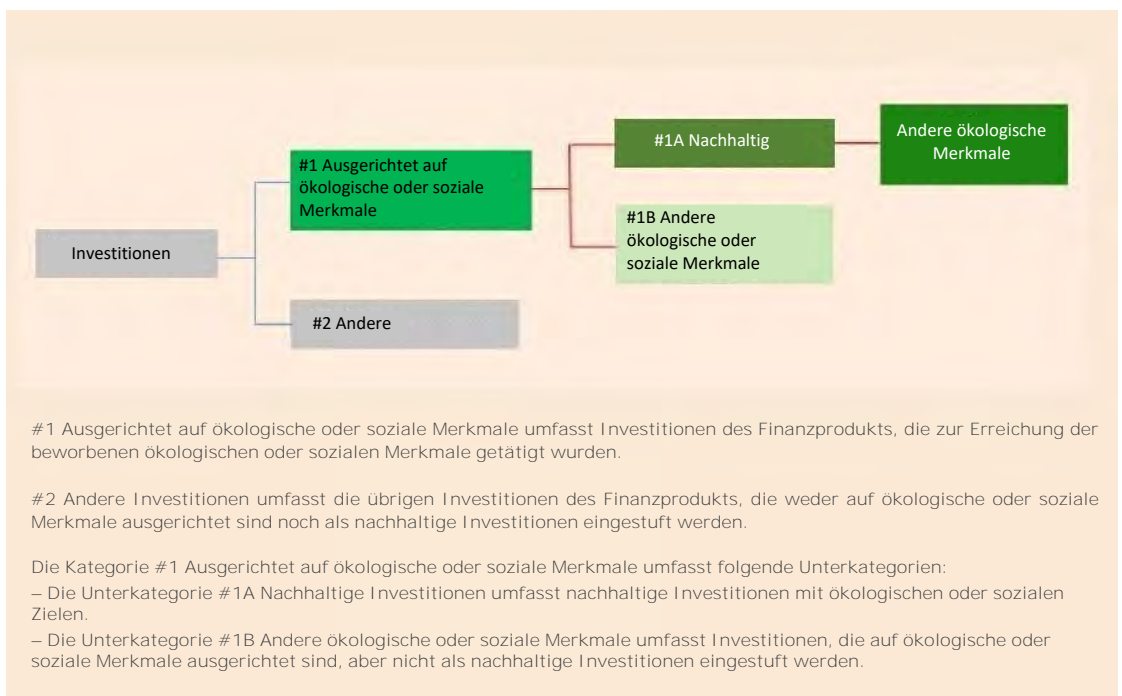 Investitionen
#1 Ausgerichtet auf
ökologische oder soziale
Merkmale
#2 Andere
#1A Nachhaltig
#1B Andere
ökologische oder
soziale Merkmale
Andere ökologische
Merkmale
#1 Ausgerichtet auf ökologische oder soziale Merkmale umfasst Investitionen des Finanzprodukts, die zur Erreichung der
beworbenen ökologischen oder sozialen Merkmale getätigt wurden.
#2 Andere Investitionen umfasst die übrigen Investitionen des Finanzprodukts, die weder auf ökologische oder soziale
Merkmale ausgerichtet sind noch als nachhaltige Investitionen eingestuft werden.
Die Kategorie #1 Ausgerichtet auf ökologische oder soziale Merkmale umfasst folgende Unterkategorien:
– Die Unterkategorie #1A Nachhaltige Investitionen umfasst nachhaltige Investitionen mit ökologischen oder sozialen
Zielen.
– Die Unterkategorie #1B Andere ökologische oder soziale Merkmale umfasst Investitionen, die auf ökologische oder
soziale Merkmale ausgerichtet sind, aber nicht als nachhaltige Investitionen eingestuft werden.